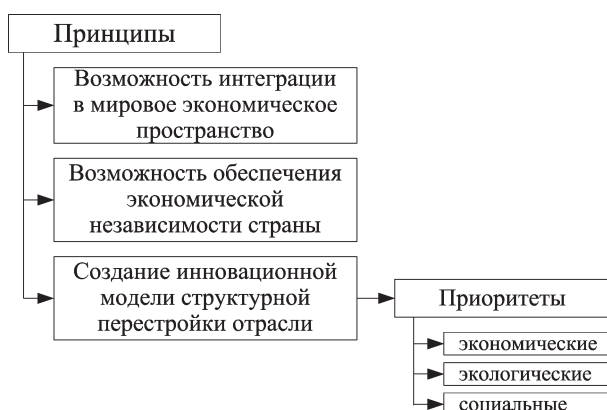 Принципы
Возможность интеграции
в мировое экономическое
пространство
Возможность обеспечения
экономической
независимости страны
Создание инновационной
модели структурной
перестройки отрасли
Приоритеты
экономические
экологические
социальные